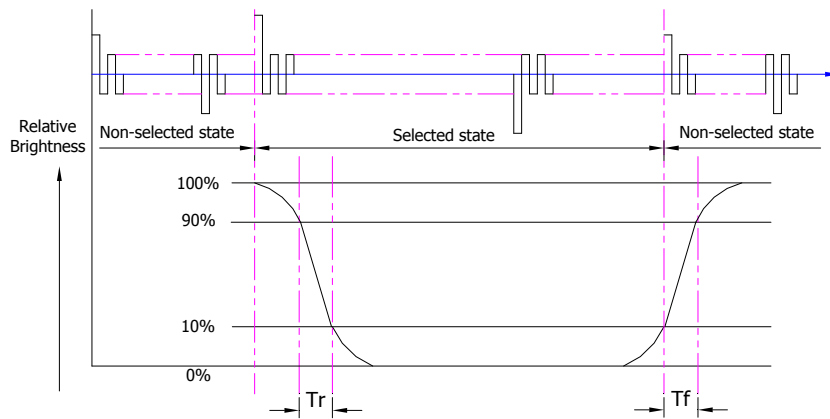 Relative
Brightness
Non-selected state
Selected state
Non-selected state
100%
90%
10%
0%
Tr
Tf